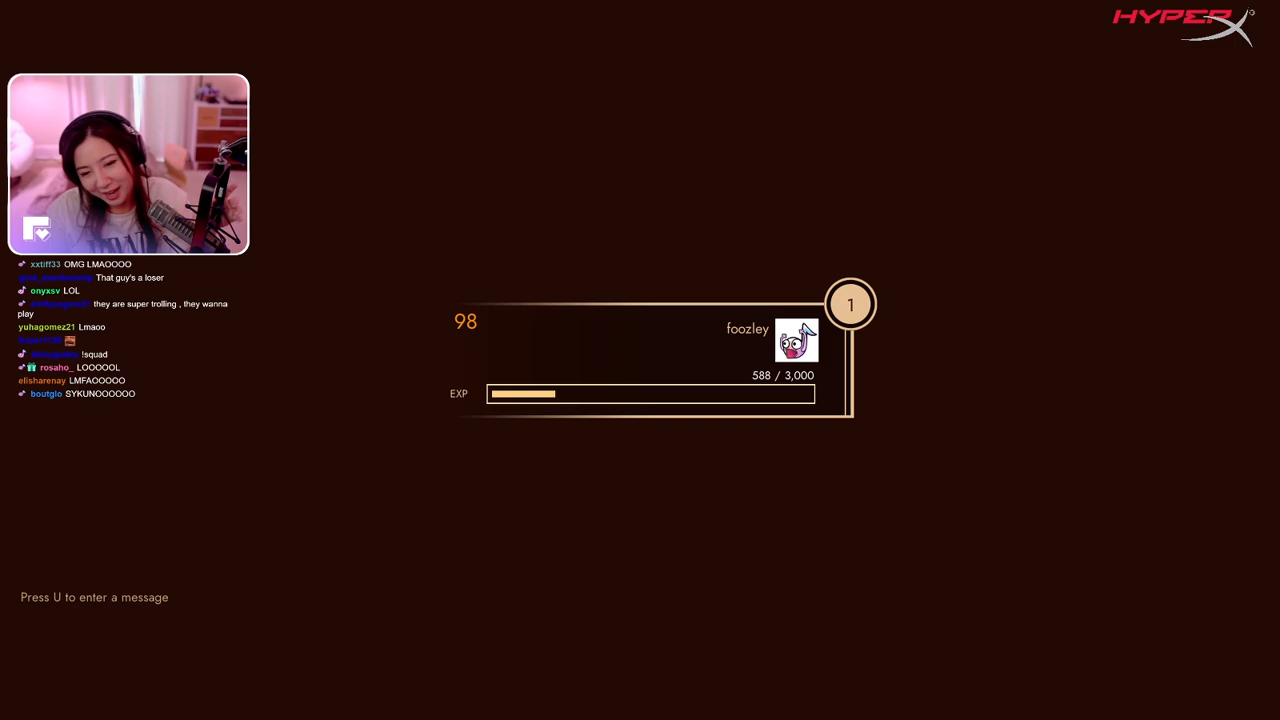 HYPERX
xxtiff33 OMG LMAOOOO
That guy's a loser
onyxsv LOL
they are super trolling , they wanna
play
yuhagomez21 Lmaoo
!squad
rosaho_ LOOOOOL
elisharenay LMFAOOOOO
boutglo SYKUNOOOOOO
1
98
foozley
588 / 3,000
EXP
Press U to enter a message